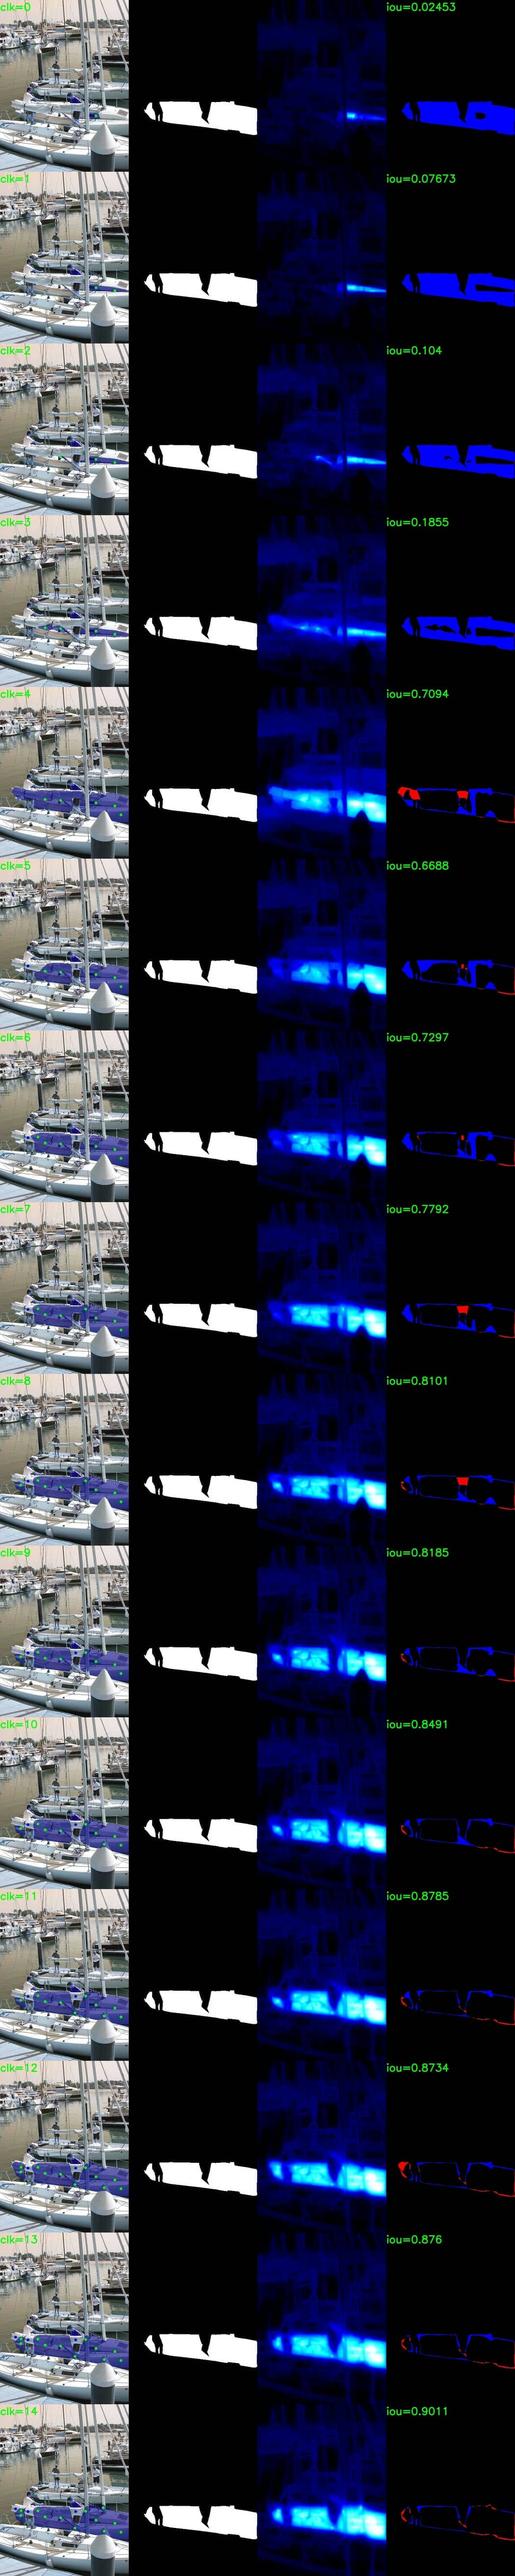 clk=0 iou=0.02453
clk=1 iou=0.07673
clk=2 iou=0.104
clk=3 iou=0.1855
clk=4 iou=0.7094
clk=5 iou=0.6688
clk=6 iou=0.7297
clk=7 iou=0.7792
clk=8 iou=0.8101
clk=9 iou=0.8185
clk=10 iou=0.8491
clk=11 iou=0.8785
clk=12 iou=0.8734
clk=13 iou=0.876
clk=14 iou=0.9011